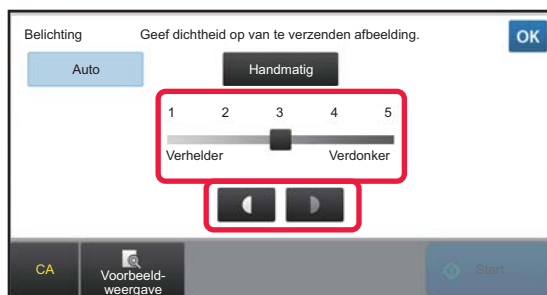 Belichting Geef dichtheid op van te verzenden afbeelding. OK
Auto Handmatig
1 2 3 4 5
Verhelder Verdonker
CA Voorbeeld-
weergave
Start